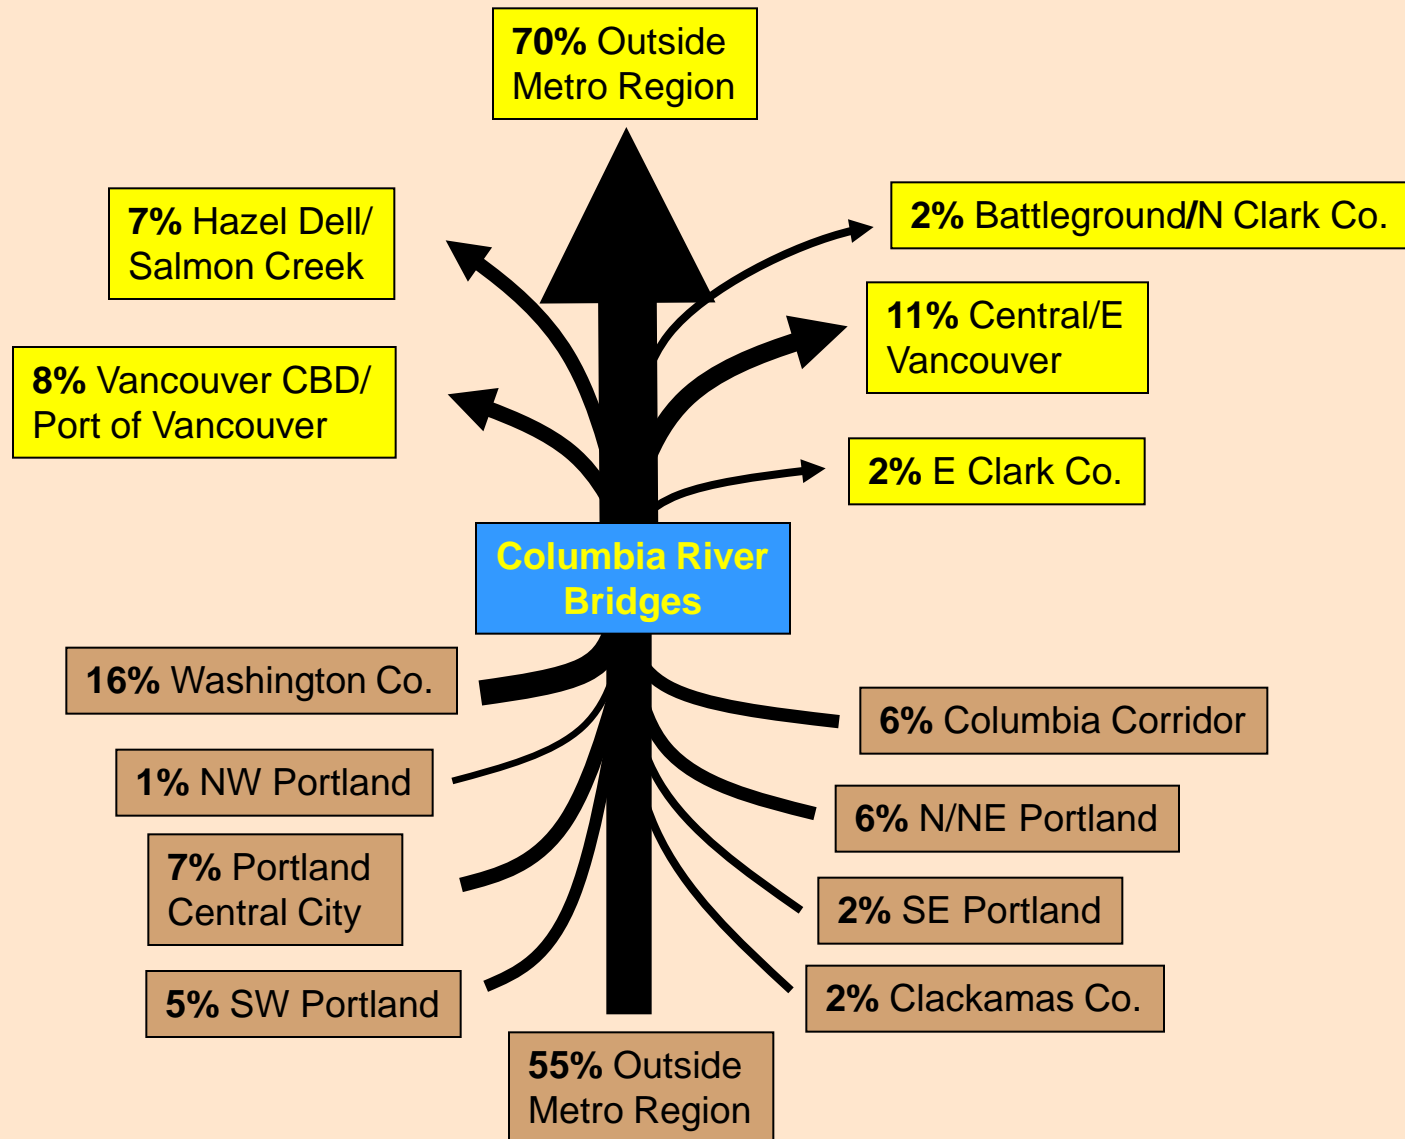 70% Outside
Metro Region
7% Hazel Dell/
Salmon Creek
2% Battleground/N Clark Co.
11% Central/E
Vancouver
8% Vancouver CBD/
Port of Vancouver
2% E Clark Co.
Columbia River
Bridges
16% Washington Co.
6% Columbia Corridor
1% NW Portland
6% N/NE Portland
7% Portland
Central City
2% SE Portland
5% SW Portland
2% Clackamas Co.
55% Outside
Metro Region